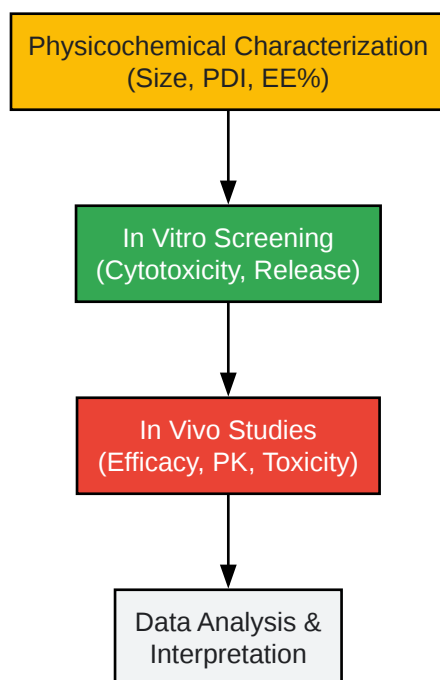 Physicochemical Characterization
(Size, PDI, EE%)
In Vitro Screening
(Cytotoxicity, Release)
In Vivo Studies
(Efficacy, PK, Toxicity)
Data Analysis &
Interpretation